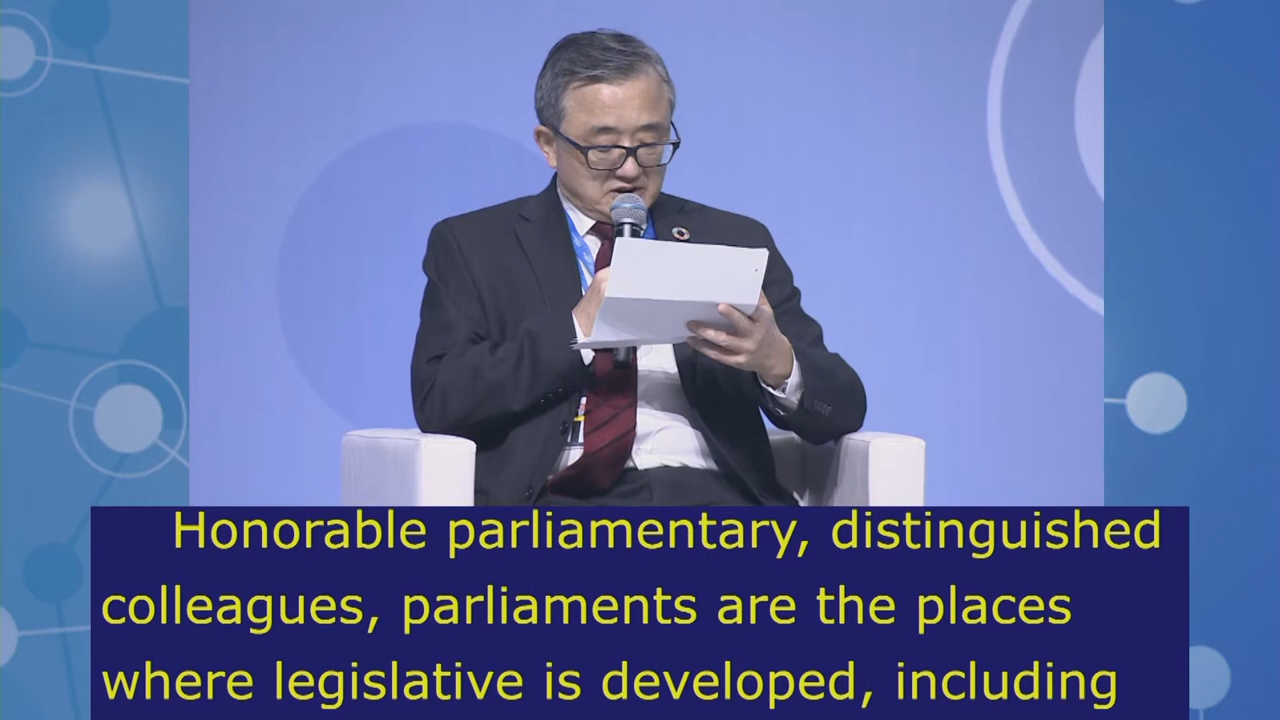 Honorable parliamentary, distinguished
colleagues, parliaments are the places
where legislative is developed, including